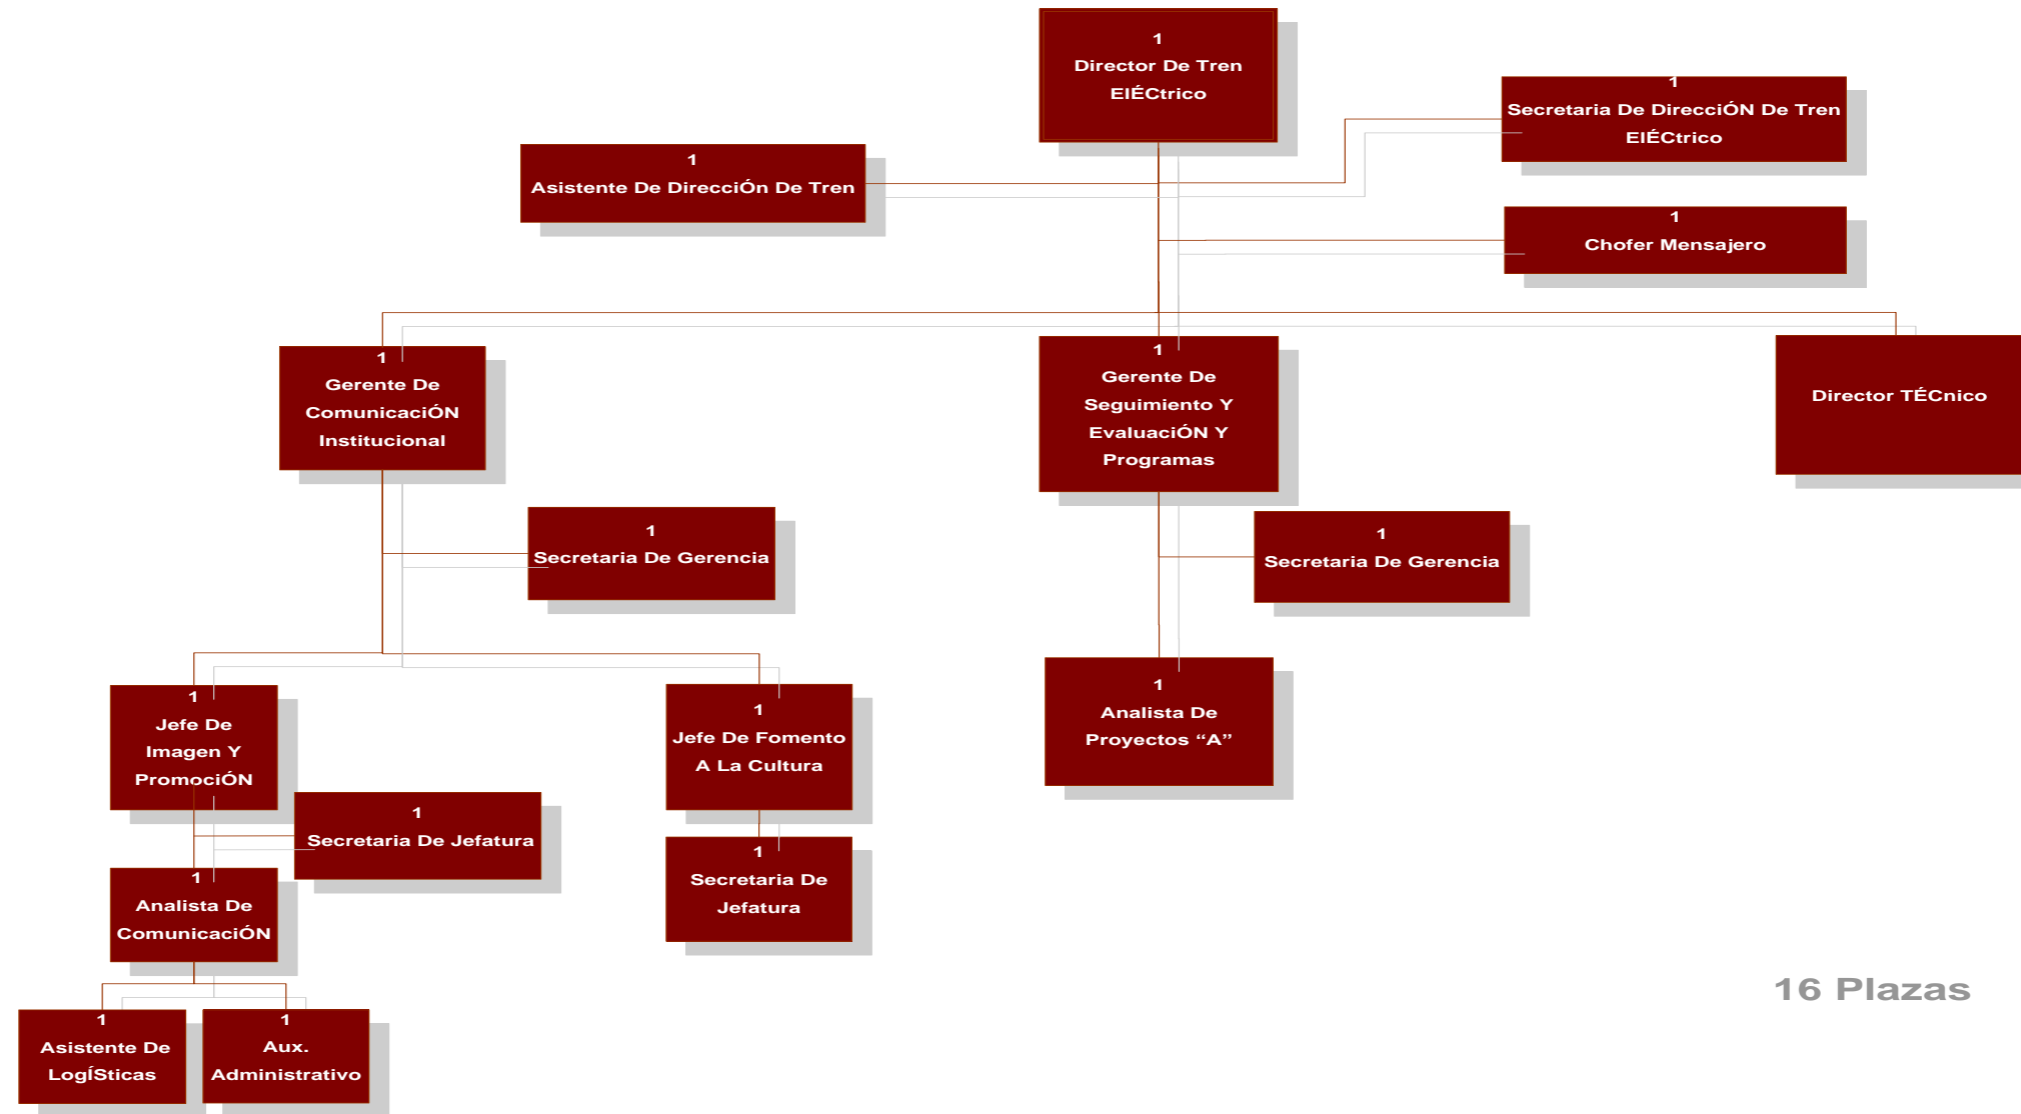 1
Director De Tren
ElÉCtrico
1
Secretaria De DirecciÓN De Tren
ElÉCtrico
1
Asistente De DirecciÓn De Tren
1
Chofer Mensajero
1
Gerente De
ComunicaciÓN
Institucional
1
Gerente De
Seguimiento Y
EvaluaciÓN Y
Programas
Director TÉCnico
1
Secretaria De Gerencia
1
Secretaria De Gerencia
1
Jefe De
Imagen Y
PromociÓN
1
Jefe De Fomento
A La Cultura
1
Analista De
Proyectos “A”
1
Secretaria De Jefatura
1
Secretaria De
Jefatura
1
Analista De
ComunicaciÓN
1
Asistente De
LogÍSticas
1
Aux.
Administrativo
16 Plazas